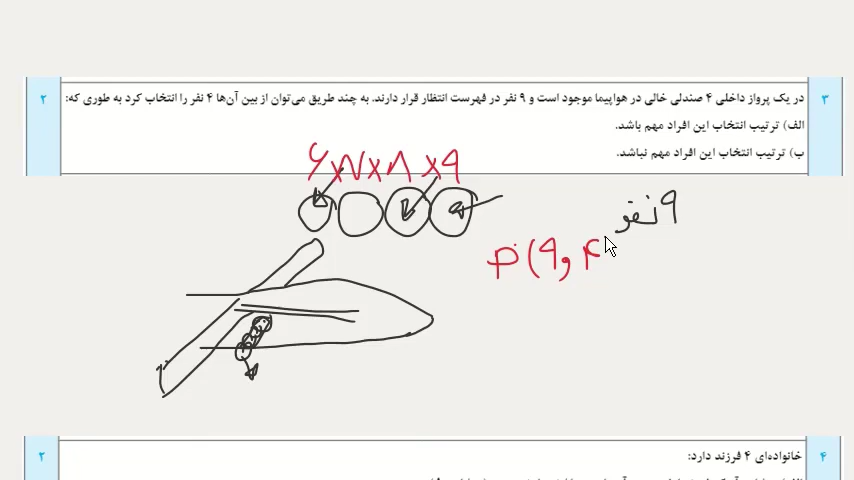 ۳ در یک پرواز داخلی ۴ صندلی خالی در هواپیما موجود است و ۹ نفر در فهرست انتظار قرار دارند. به چند طریق می‌توان از بین آن‌ها ۴ نفر را انتخاب کرد به طوری که: ۲
الف) ترتیب انتخاب این افراد مهم باشد.
ب) ترتیب انتخاب این افراد مهم نباشد.
۶×۷×۸×۹
۹ نفر
P(۹, ۴
۴ خانواده‌ای ۴ فرزند دارد: ۲